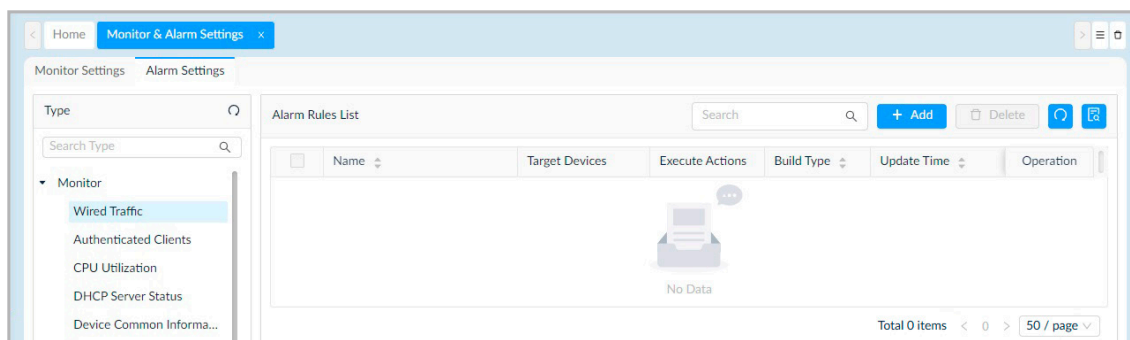 Home
Monitor & Alarm Settings
Monitor Settings
Alarm Settings
Type
Search Type
Monitor
Wired Traffic
Authenticated Clients
CPU Utilization
DHCP Server Status
Device Common Informa...
Alarm Rules List
Search
+ Add
Delete
Name
Target Devices
Execute Actions
Build Type
Update Time
Operation
No Data
Total 0 items < 0 > 50 / page